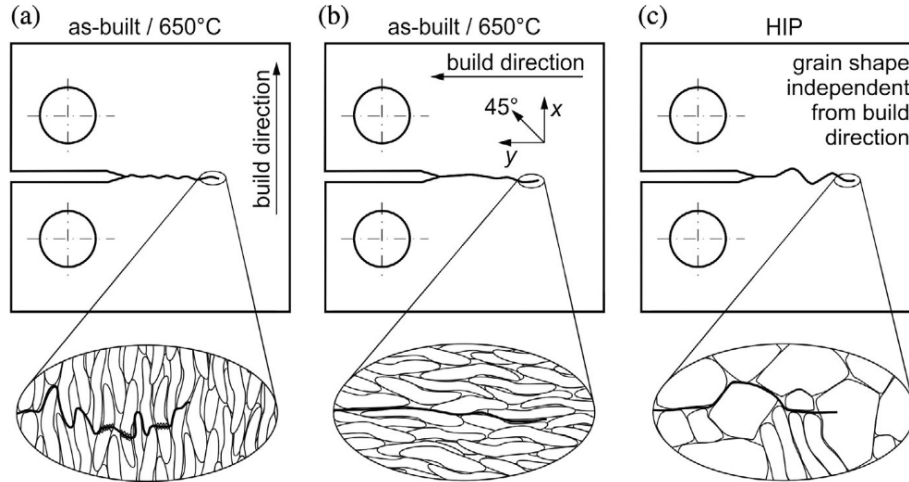 (a)
as-built / 650°C
build direction
(b)
as-built / 650°C
build direction
45°
x
y
(c)
HIP
grain shape
independent
from build
direction